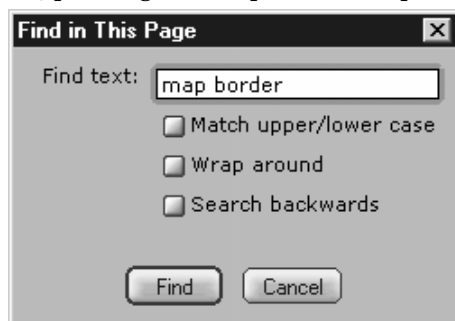 Find in This Page
Find text: map border
Match upper/lower case
Wrap around
Search backwards
Find Cancel